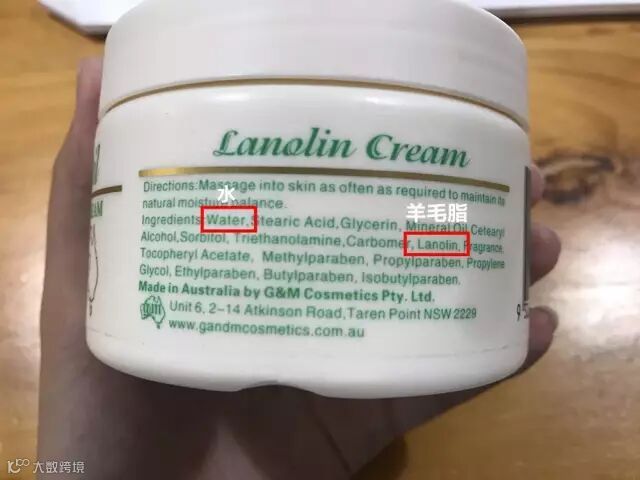 Lanolin Cream
Directions: Massage into skin as often as required to maintain its
水
natural moisture balance.
羊毛脂
Ingredients: Water, Stearic Acid, Glycerin, Mineral Oil, Cetearyl
Alcohol, Sorbitol, Triethanolamine, Carbomer, Lanolin, Fragrance,
Tocopheryl Acetate, Methylparaben, Propylparaben, Propylene
Glycol, Ethylparaben, Butylparaben, Isobutylparaben.
Made in Australia by G&M Cosmetics Pty. Ltd.
Unit 6, 2-14 Atkinson Road, Taren Point NSW 2229
www.gandmcosmetics.com.au
大数跨境